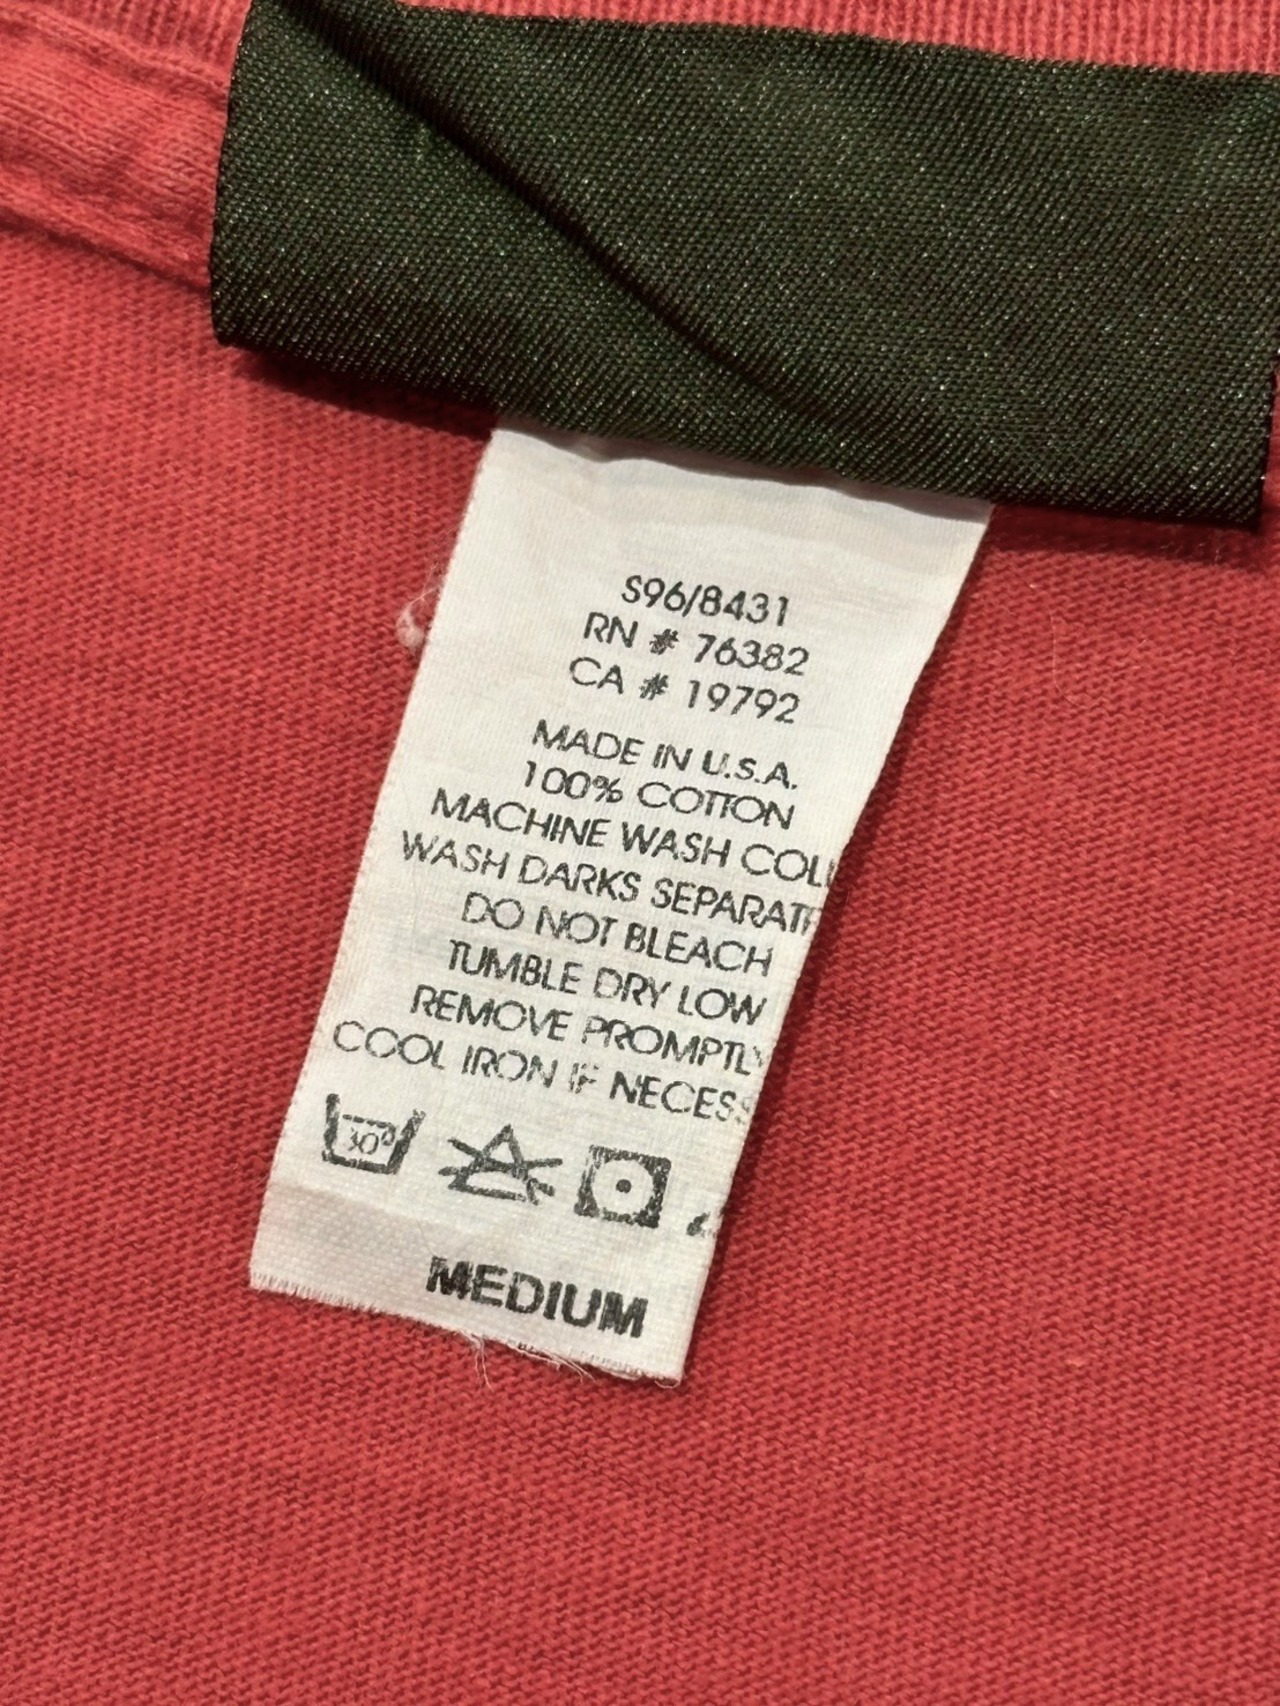 S96/8431
RN # 76382
CA # 19792
MADE IN U.S.A.
100% COTTON
MACHINE WASH COL
WASH DARKS SEPARAT
DO NOT BLEACH
TUMBLE DRY LOW
REMOVE PROMPTLY
COOL IRON IF NECESS
30°
MEDIUM